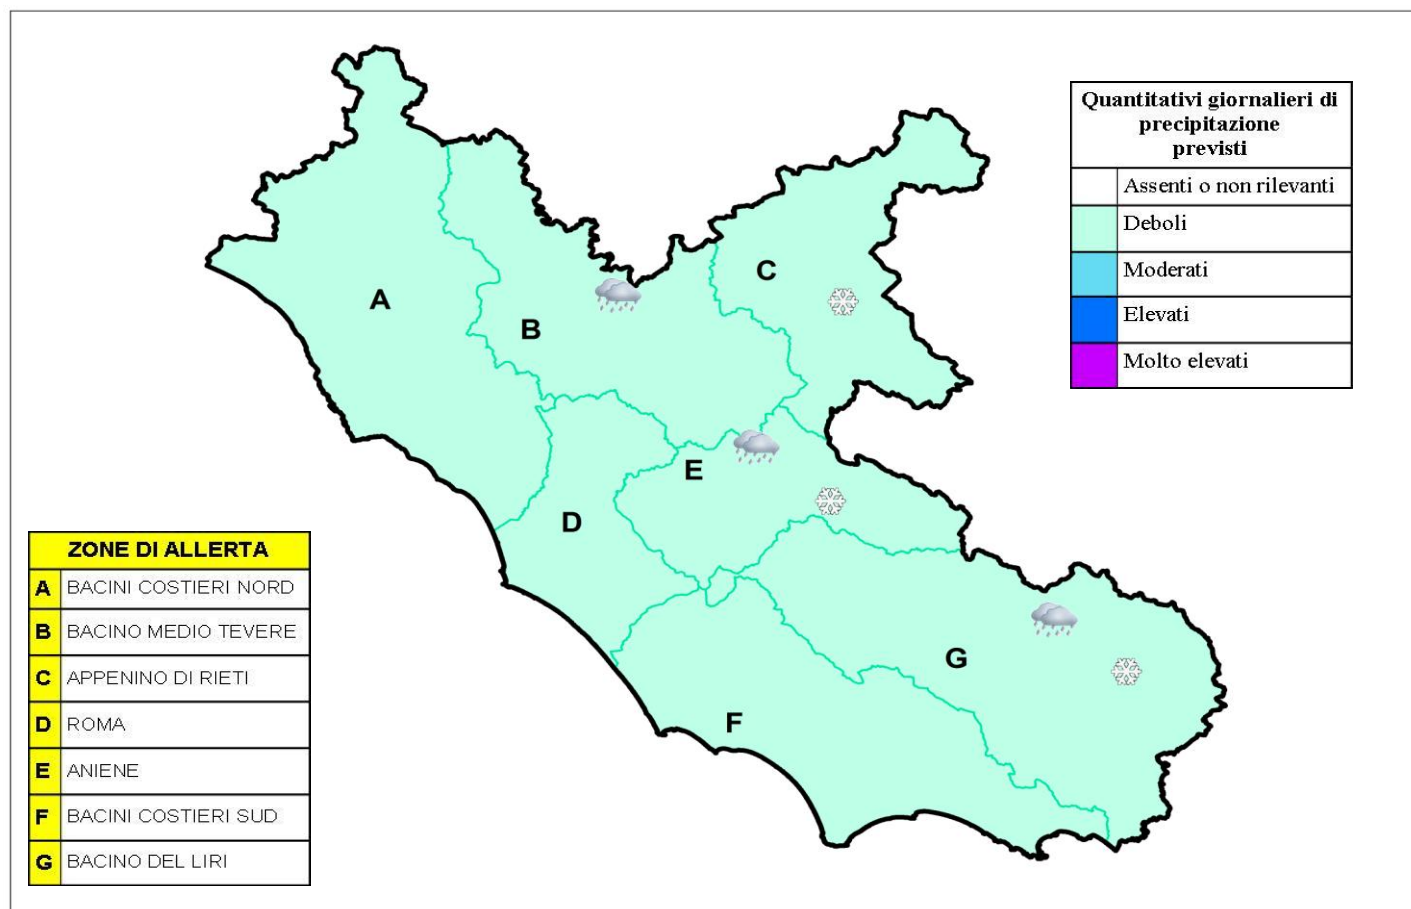 Quantitativi giornalieri di
precipitazione
previsti
Assenti o non rilevanti
Deboli
Moderati
Elevati
Molto elevati
A
B
C
D
E
F
G
ZONE DI ALLERTA
A BACINI COSTIERI NORD
B BACINO MEDIO TEVERE
C APPENINO DI RIETI
D ROMA
E ANIENE
F BACINI COSTIERI SUD
G BACINO DEL LIRI